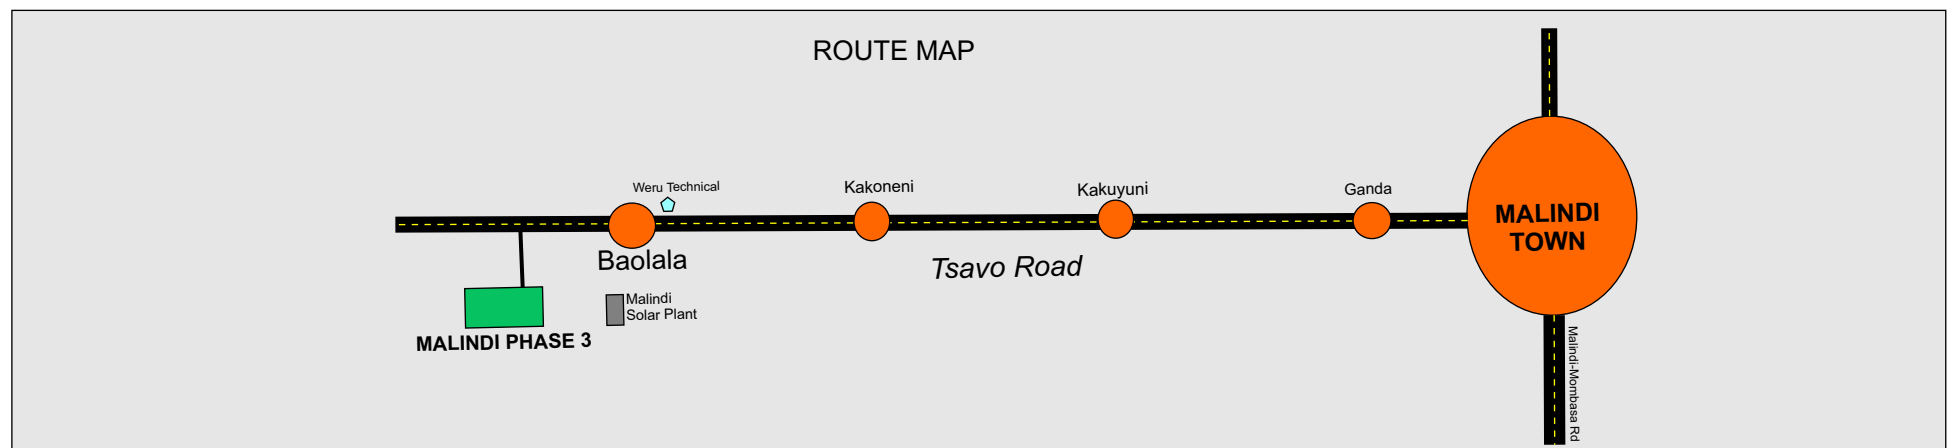 ROUTE MAP
Weru Technical
Kakoneni
Kakuyuni
Ganda
MALINDI
TOWN
Baolala
Tsavo Road
Malindi
Solar Plant
MALINDI PHASE 3
Malindi-Mombasa Rd